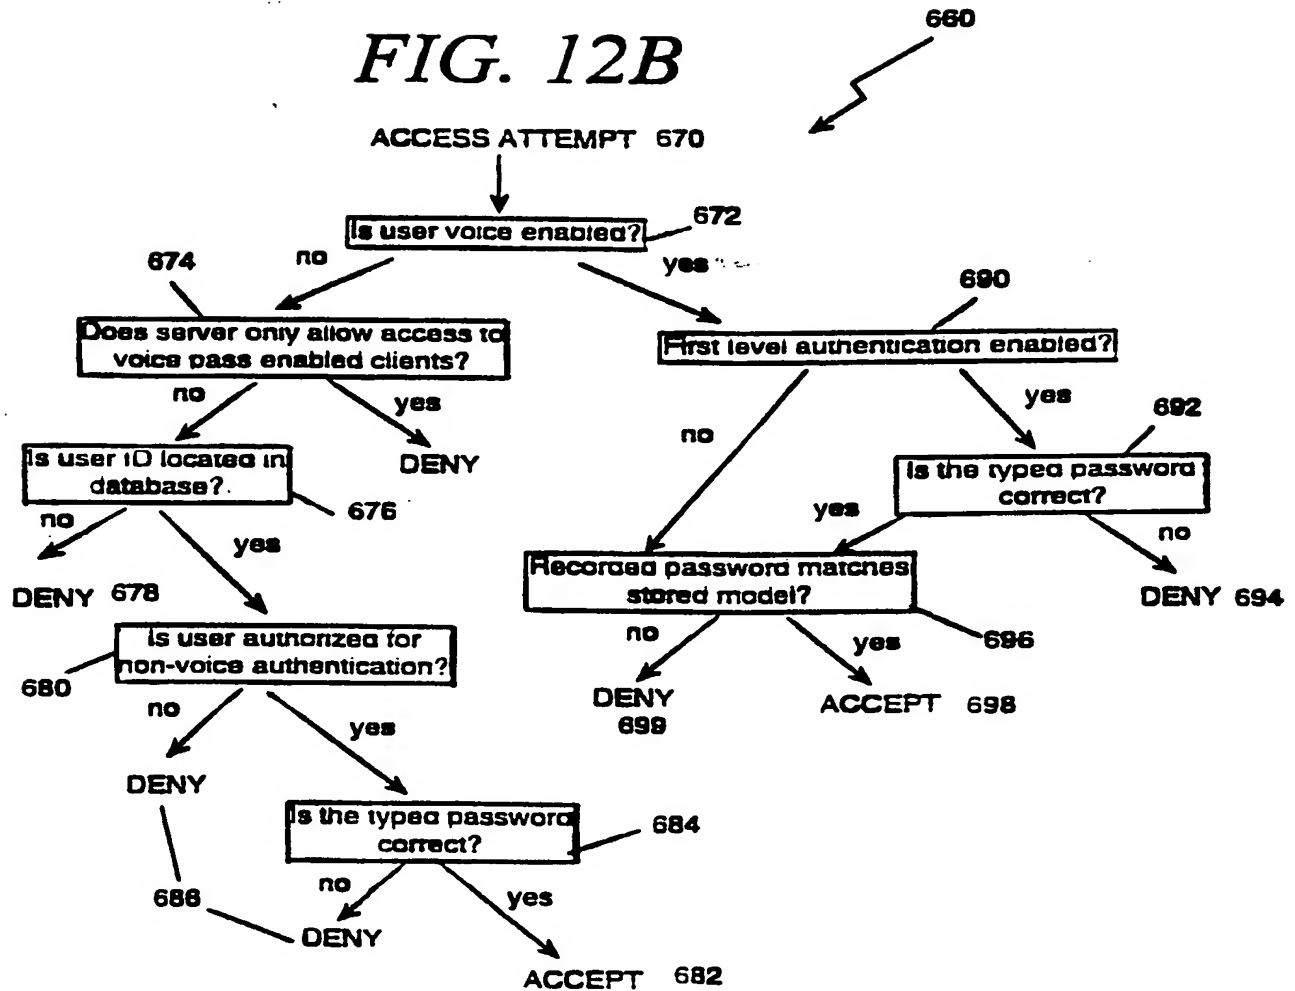 660
FIG. 12B
ACCESS ATTEMPT 670
Is user voice enabled?
672
no
yes
674
Does server only allow access to
voice pass enabled clients?
690
First level authentication enabled?
no
yes
DENY
no
yes
692
Is user ID located in
database?
676
Is the typed password
correct?
no
yes
yes
no
DENY 678
Recorded password matches
stored model?
DENY 694
696
Is user authorized for
non-voice authentication?
680
no
yes
DENY
699
ACCEPT 698
no
yes
DENY
Is the typed password
correct?
684
686
no
yes
DENY
ACCEPT 682